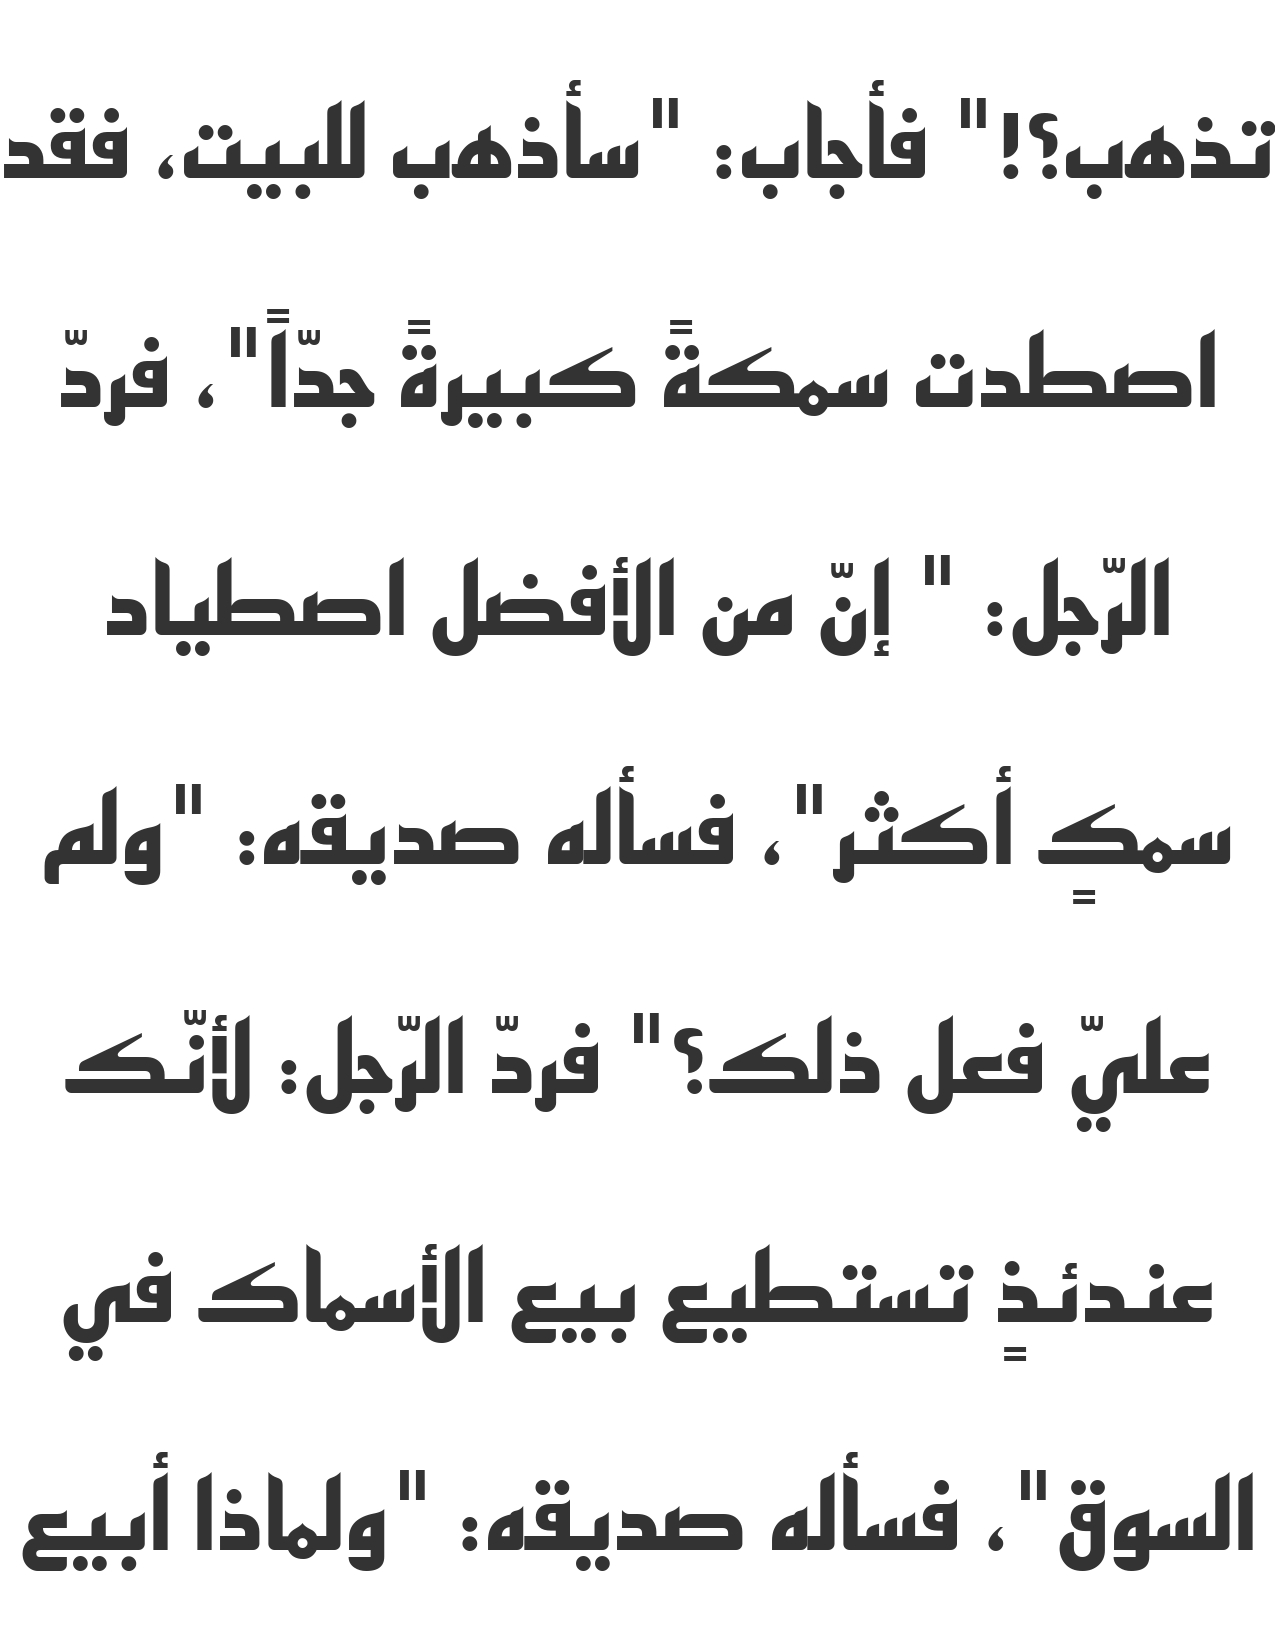 تذهب؟!" فأجاب: "سأذهب للبيت، فقد
اصطدت سمكةً كبيرةً جدّاً"، فردّ
الرّجل: " إنّ من الأفضل اصطياد
سمكٍ أكثر"، فسأله صديقه: "ولم
عليّ فعل ذلك؟" فردّ الرّجل: لأنّك
عندئذٍ تستطيع بيع الأسماك في
السوق"، فسأله صديقه: "ولماذا أبيع